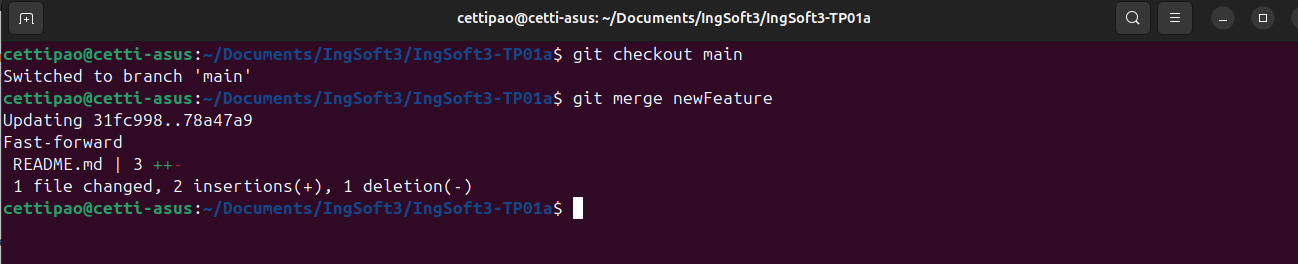 cettipao@cetti-asus: ~/Documents/IngSoft3/IngSoft3-TP01a
cettipao@cetti-asus:~/Documents/IngSoft3/IngSoft3-TP01a$ git checkout main
Switched to branch 'main'
cettipao@cetti-asus:~/Documents/IngSoft3/IngSoft3-TP01a$ git merge newFeature
Updating 31fc998..78a47a9
Fast-forward
 README.md | 3 ++-
 1 file changed, 2 insertions(+), 1 deletion(-)
cettipao@cetti-asus:~/Documents/IngSoft3/IngSoft3-TP01a$